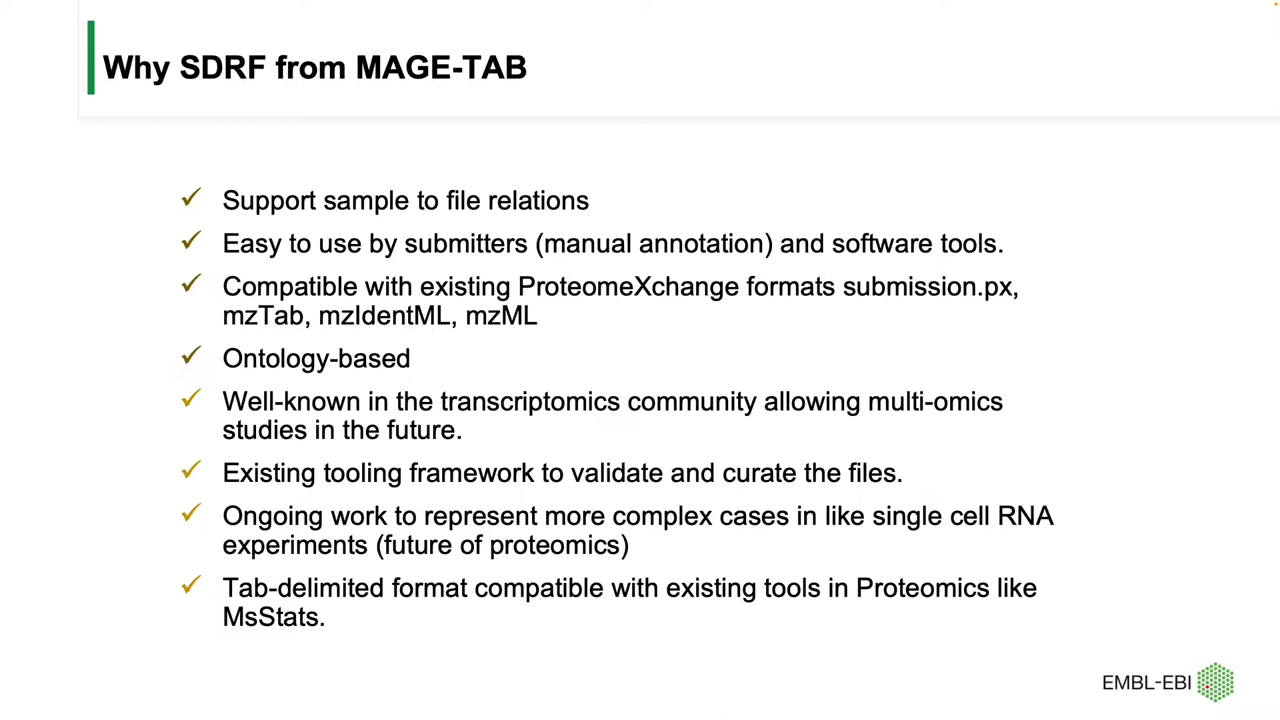 Why SDRF from MAGE-TAB
Support sample to file relations
Easy to use by submitters (manual annotation) and software tools.
Compatible with existing ProteomeXchange formats submission.px,
mzTab, mzIdentML, mzML
Ontology-based
Well-known in the transcriptomics community allowing multi-omics
studies in the future.
Existing tooling framework to validate and curate the files.
Ongoing work to represent more complex cases in like single cell RNA
experiments (future of proteomics)
Tab-delimited format compatible with existing tools in Proteomics like
MsStats.
EMBL-EBI